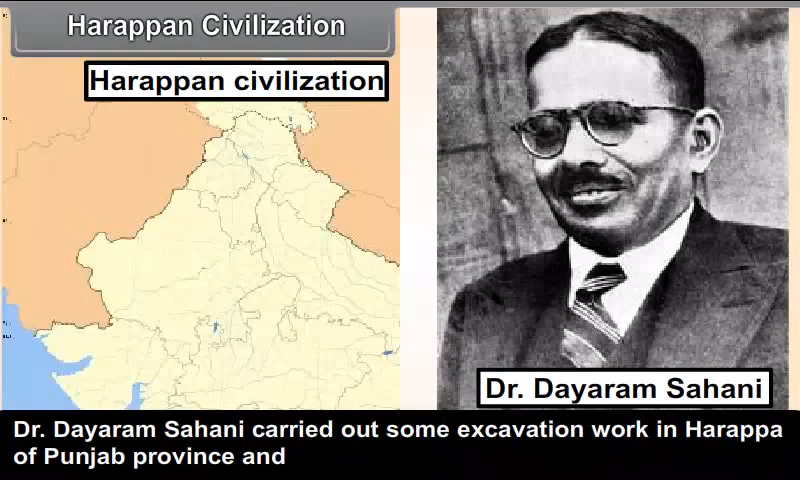 Harappan Civilization
Harappan civilization
Dr. Dayaram Sahani
Dr. Dayaram Sahani carried out some excavation work in Harappa
of Punjab province and